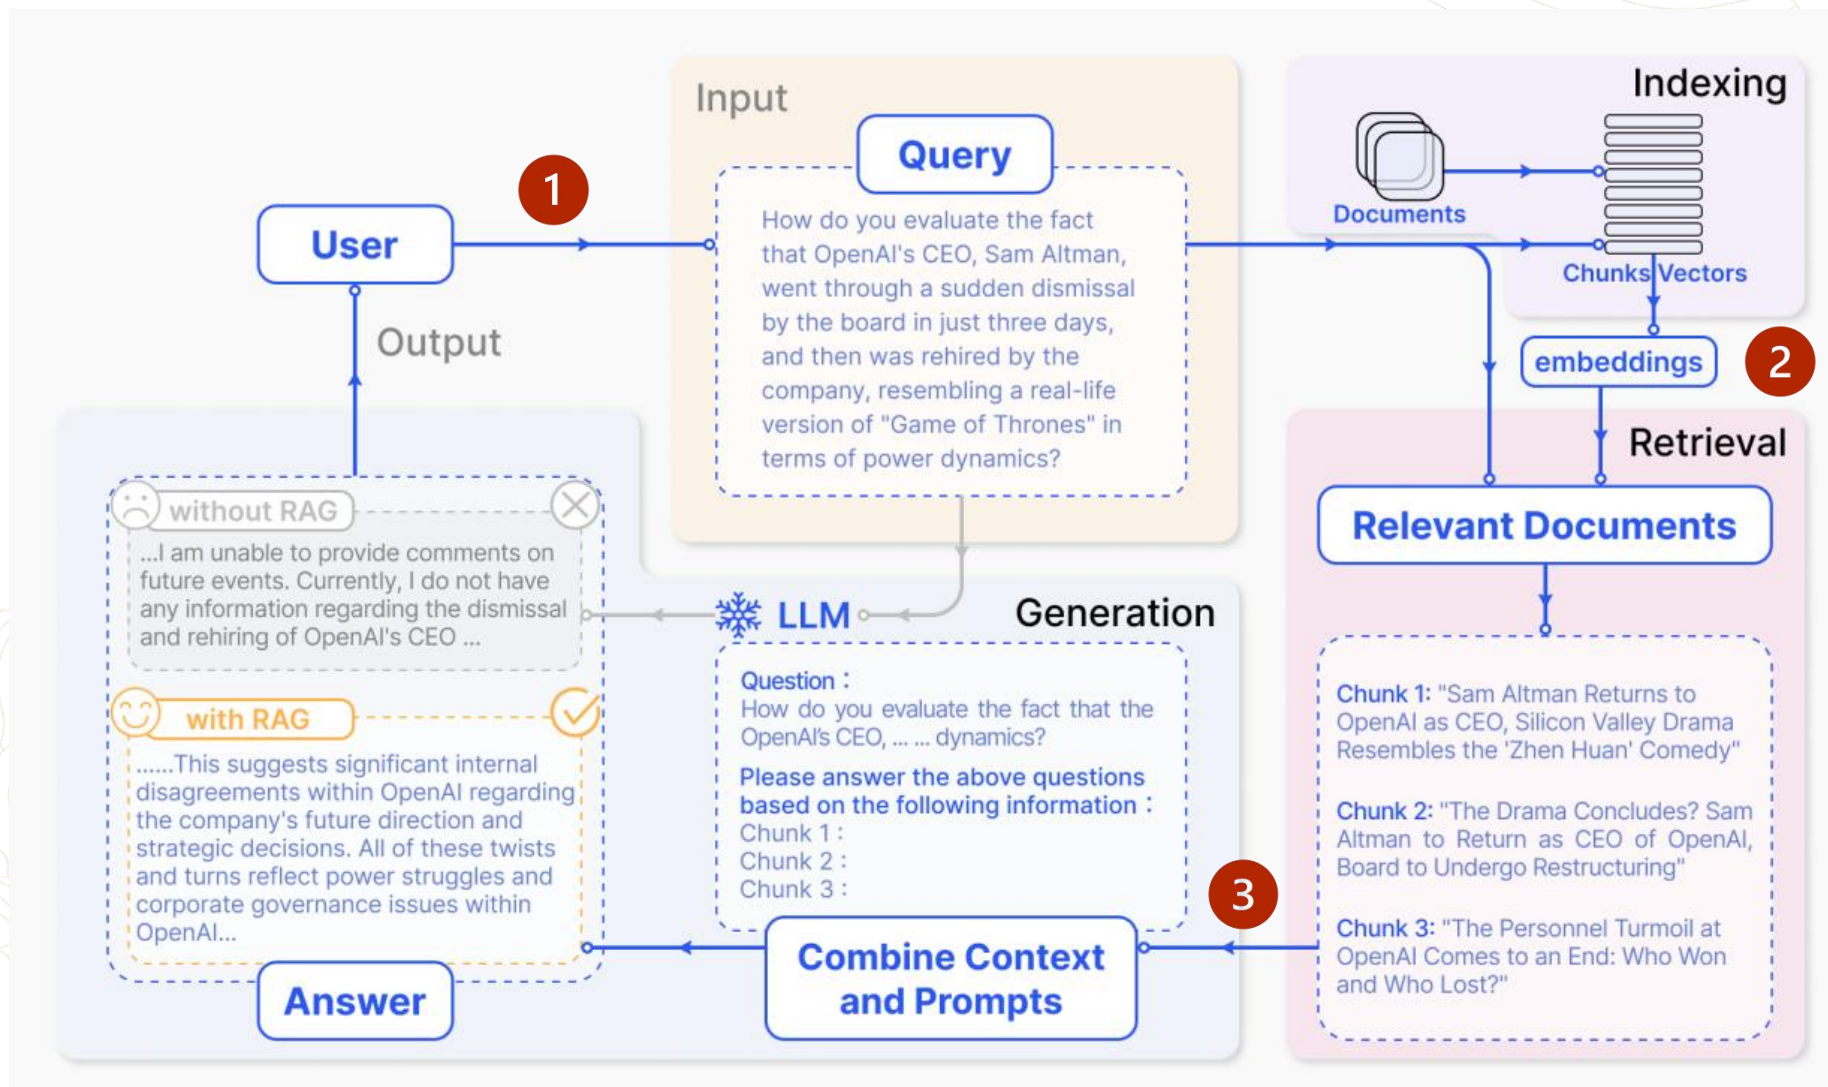 Input
Query
How do you evaluate the fact
that OpenAI's CEO, Sam Altman,
went through a sudden dismissal
by the board in just three days,
and then was rehired by the
company, resembling a real-life
version of "Game of Thrones" in
terms of power dynamics?
1
User
Output
Indexing
Documents
Chunks Vectors
embeddings
2
Retrieval
Relevant Documents
Chunk 1: "Sam Altman Returns to
OpenAI as CEO, Silicon Valley Drama
Resembles the 'Zhen Huan' Comedy"
Chunk 2: "The Drama Concludes? Sam
Altman to Return as CEO of OpenAI,
Board to Undergo Restructuring"
Chunk 3: "The Personnel Turmoil at
OpenAI Comes to an End: Who Won
and Who Lost?"
3
LLM
Generation
Question :
How do you evaluate the fact that the
OpenAI's CEO, ... ... dynamics?
Please answer the above questions
based on the following information :
Chunk 1 :
Chunk 2 :
Chunk 3 :
Combine Context
and Prompts
without RAG
...I am unable to provide comments on
future events. Currently, I do not have
any information regarding the dismissal
and rehiring of OpenAI's CEO ...
with RAG
......This suggests significant internal
disagreements within OpenAI regarding
the company's future direction and
strategic decisions. All of these twists
and turns reflect power struggles and
corporate governance issues within
OpenAI...
Answer